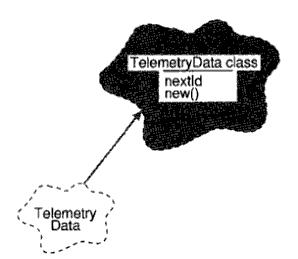 TelemetryData class
nextId
new()
Telemetry
Data